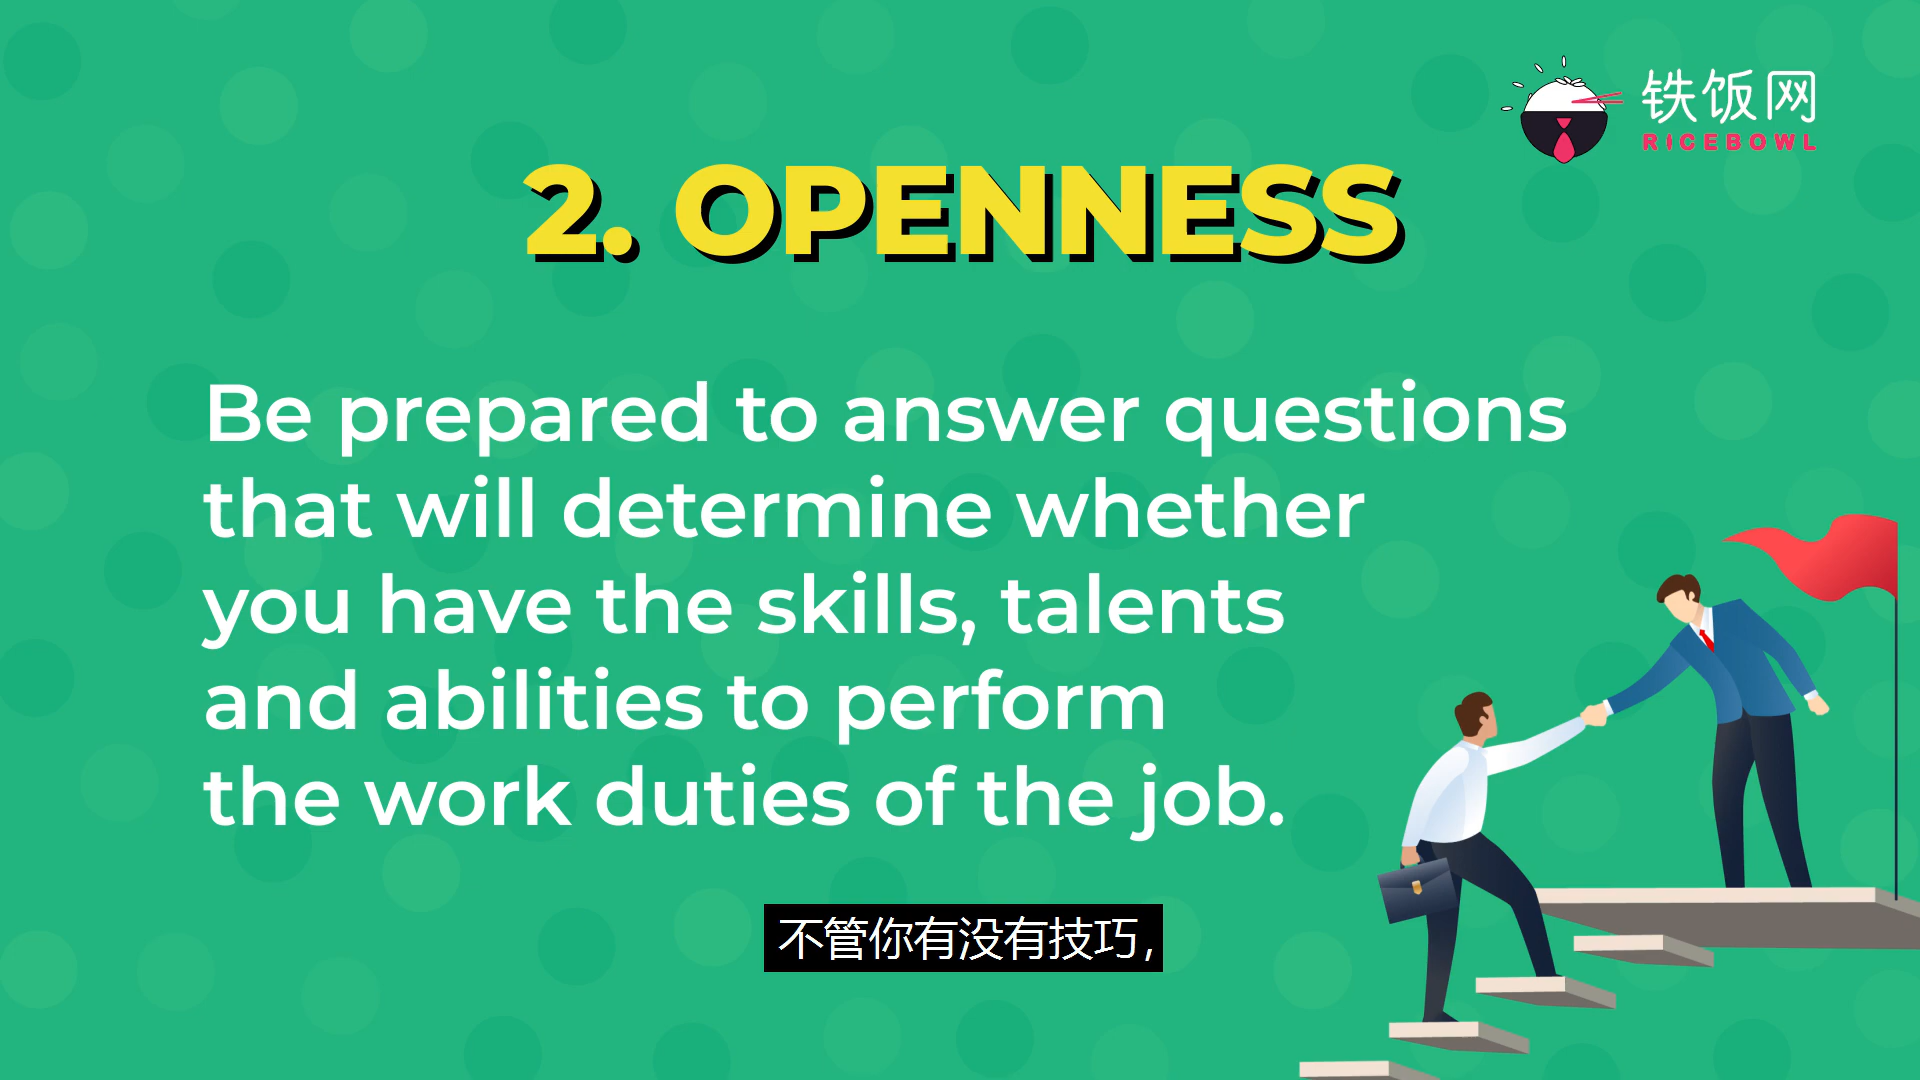 铁饭网
RICEBOWL
2. OPENNESS
Be prepared to answer questions
that will determine whether
you have the skills, talents
and abilities to perform
the work duties of the job.
不管你有没有技巧,